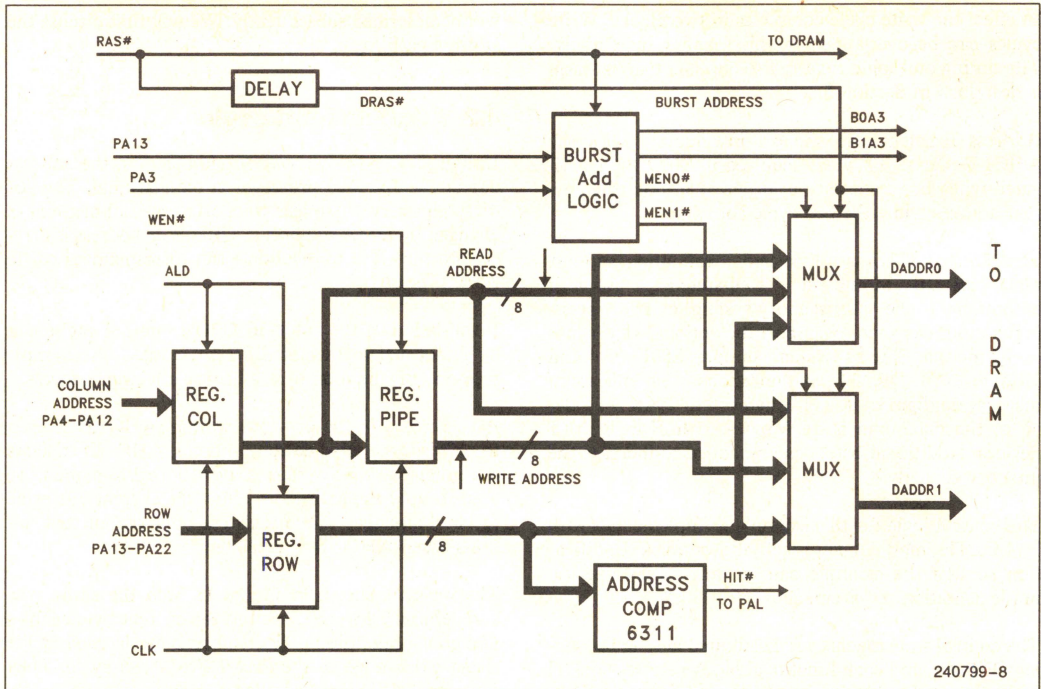 RAS#
TO DRAM
DELAY
DRAS#
BURST ADDRESS
PA13
PA3
BURST
Add
LOGIC
B0A3
B1A3
MEN0#
MEN1#
WEN#
ALD
READ
ADDRESS
8
MUX
DADDR0
TO DRAM
COLUMN
ADDRESS
PA4–PA12
REG.
COL
REG.
PIPE
8
WRITE ADDRESS
MUX
DADDR1
ROW
ADDRESS
PA13–PA22
REG.
ROW
8
ADDRESS
COMP
6311
HIT#
TO PAL
CLK
240799–8